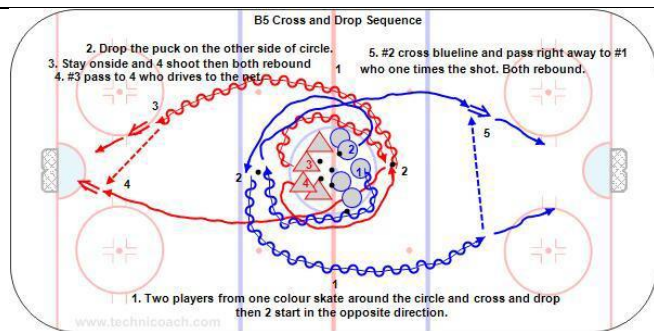 B5 Cross and Drop Sequence
2. Drop the puck on the other side of circle.
3. Stay onside and 4 shoot then both rebound
4. #3 pass to 4 who drives to the net
5. #2 cross blueline and pass right away to #1
who one times the shot. Both rebound.
1
3
5
2
3
1
4
2
2
4
1
1. Two players from one colour skate around the circle and cross and drop
then 2 start in the opposite direction.
www.technicoach.com